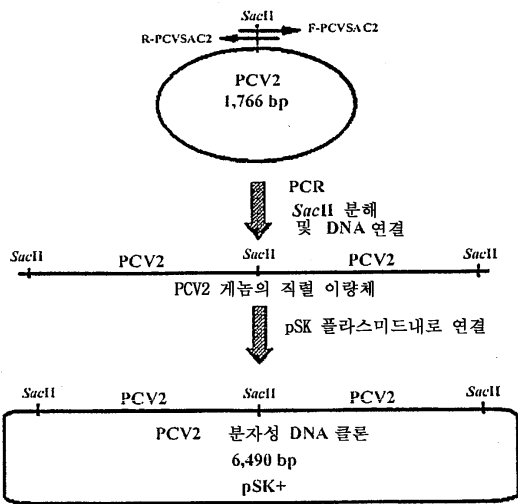 SacII
R-PCVSAC2
F-PCVSAC2
PCV2
1,766 bp
PCR
SacII 분해
및 DNA 연결
SacII PCV2 SacII PCV2 SacII
PCV2 게놈의 직렬 이량체
pSK 플라스미드내로 연결
SacII PCV2 SacII PCV2 SacII
PCV2 분자성 DNA 클론
6,490 bp
pSK+